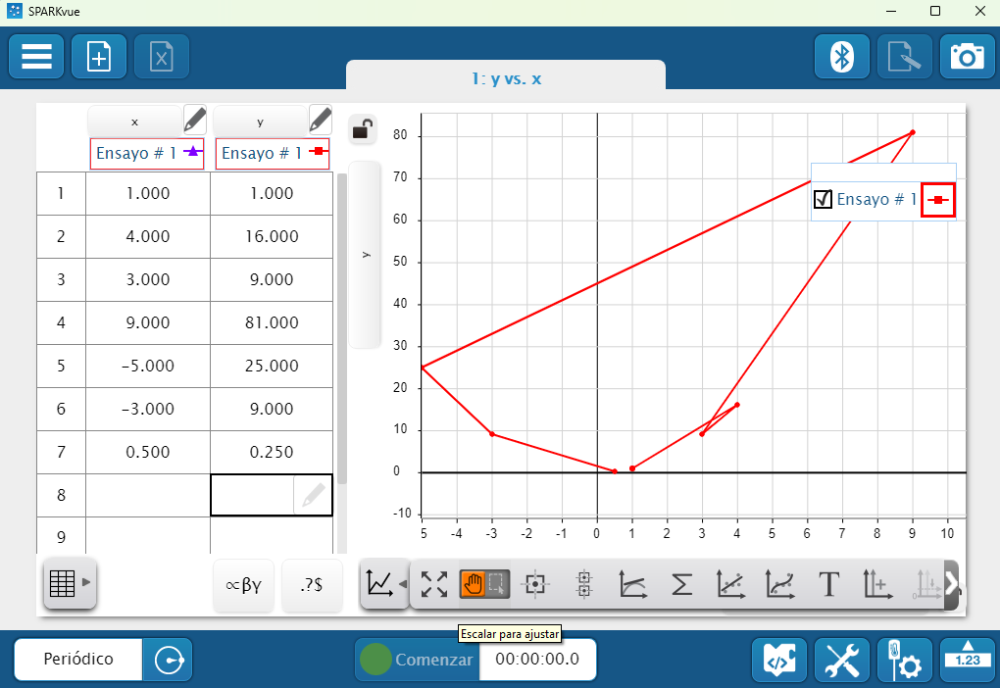 SPARKvue
1: y vs. x
x y
Ensayo # 1 Ensayo # 1
1 1.000 1.000
2 4.000 16.000
3 3.000 9.000
4 9.000 81.000
5 −5.000 25.000
6 −3.000 9.000
7 0.500 0.250
8
9
y
80
70
60
50
40
30
20
10
0
-10
5 -4 -3 -2 -1 0 1 2 3 4 5 6 7 8 9 10
Ensayo # 1
∝βγ .?$
Σ T
Escalar para ajustar
Periódico Comenzar 00:00:00.0 </> 1.23